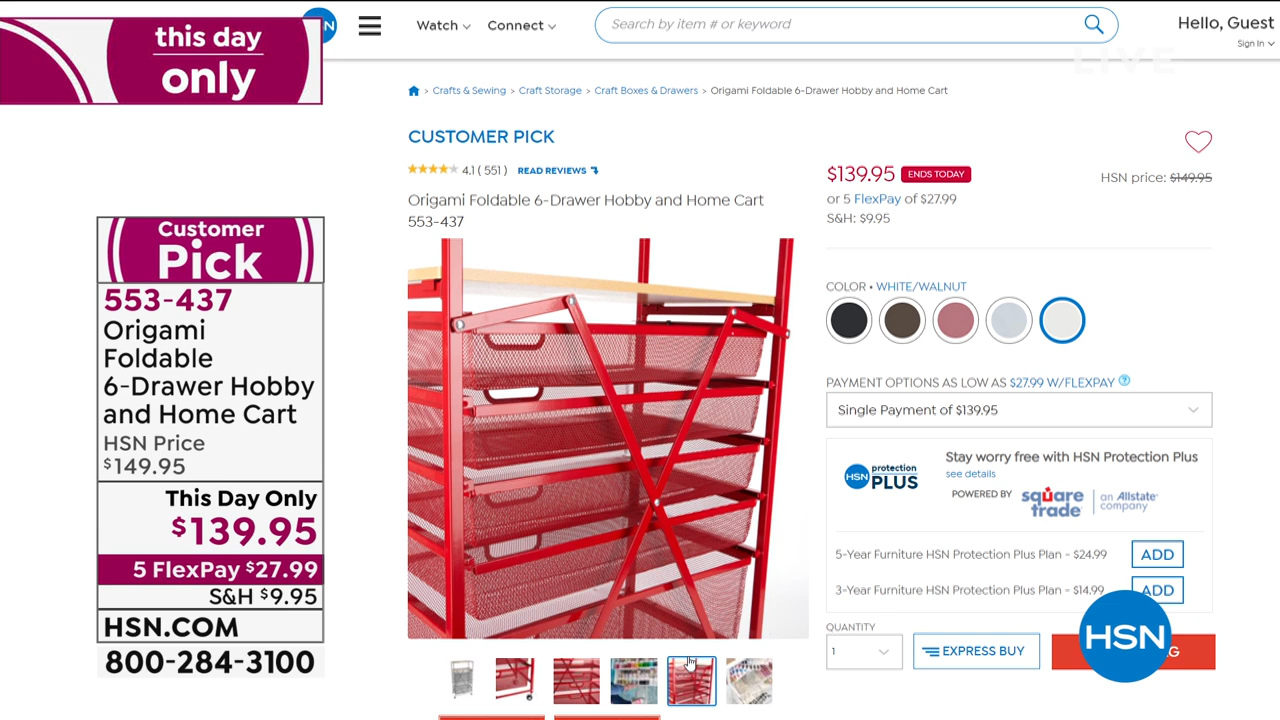 this day
only
Watch
Connect
Search by item # or keyword
Hello, Guest
Sign In
LIVE
> Crafts & Sewing > Craft Storage > Craft Boxes & Drawers > Origami Foldable 6-Drawer Hobby and Home Cart
CUSTOMER PICK
4.1 ( 551 ) READ REVIEWS
Origami Foldable 6-Drawer Hobby and Home Cart
553-437
$139.95 ENDS TODAY
HSN price: $149.95
or 5 FlexPay of $27.99
S&H: $9.95
COLOR • WHITE/WALNUT
PAYMENT OPTIONS AS LOW AS $27.99 W/FLEXPAY ?
Single Payment of $139.95
HSN protection PLUS
Stay worry free with HSN Protection Plus
see details
POWERED BY square trade | an Allstate company
5-Year Furniture HSN Protection Plus Plan - $24.99 ADD
3-Year Furniture HSN Protection Plus Plan - $14.99 ADD
QUANTITY
1
EXPRESS BUY
HSN
Customer
Pick
553-437
Origami
Foldable
6-Drawer Hobby
and Home Cart
HSN Price
$149.95
This Day Only
$139.95
5 FlexPay $27.99
S&H $9.95
HSN.COM
800-284-3100